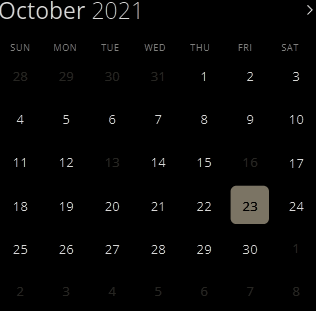 October 2021
SUN MON TUE WED THU FRI SAT
28 29 30 31 1 2 3
4 5 6 7 8 9 10
11 12 13 14 15 16 17
18 19 20 21 22 23 24
25 26 27 28 29 30 1
2 3 4 5 6 7 8